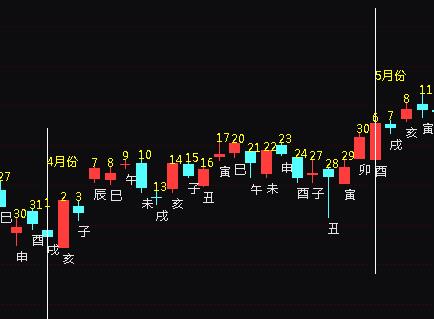 27
巳
30
申
31
酉
4月份
1
戌
2
亥
3
子
7
辰
8
巳
9
午
10
未
13
戌
14
亥
15
子
16
丑
17
寅
20
巳
21
午
22
未
23
申
24
酉
27
子
28
丑
29
寅
30
卯
5月份
6
酉
7
戌
8
亥
11
寅